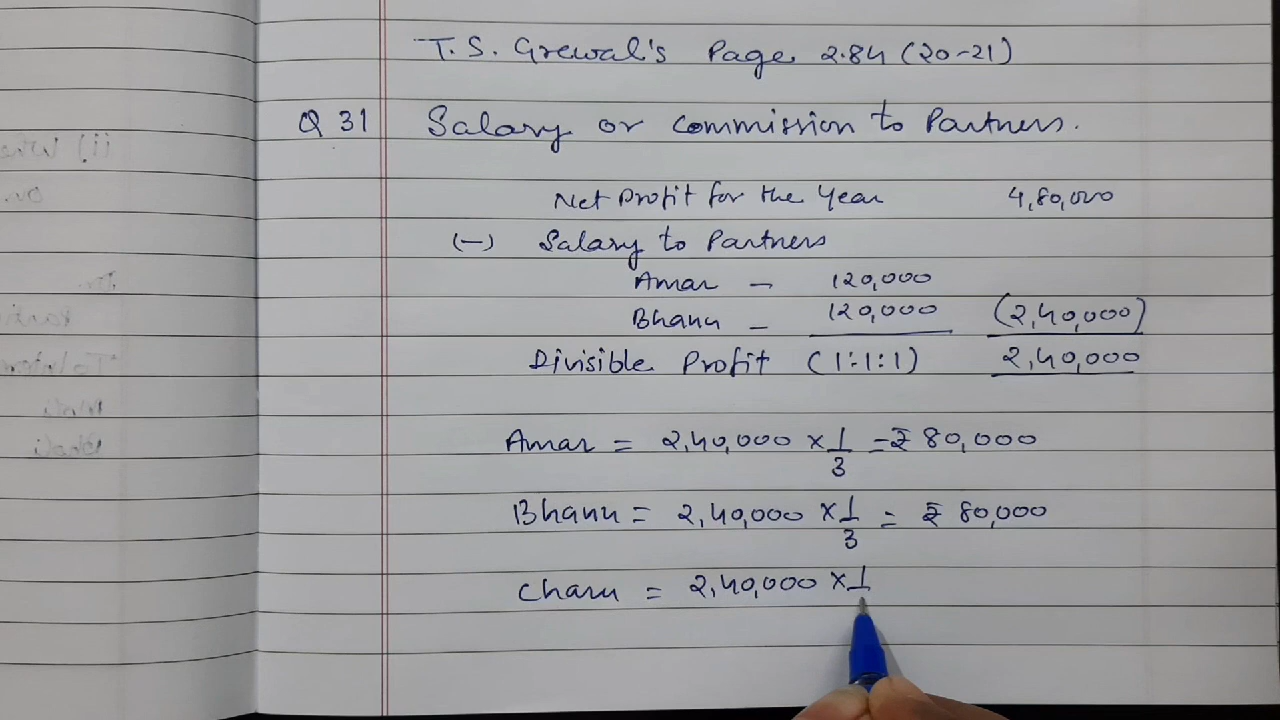 T. S. Grewal's Page 2.84 (20-21)
Q 31 Salary or Commission to Partners.
Net Profit for the Year 4,80,000
(-) Salary to Partners
Amar - 120,000
Bhanu - 120,000 (2,40,000)
Divisible Profit (1:1:1) 2,40,000
Amar = 2,40,000 × 1/3 = ₹ 80,000
Bhanu = 2,40,000 × 1/3 = ₹ 80,000
Charu = 2,40,000 × 1